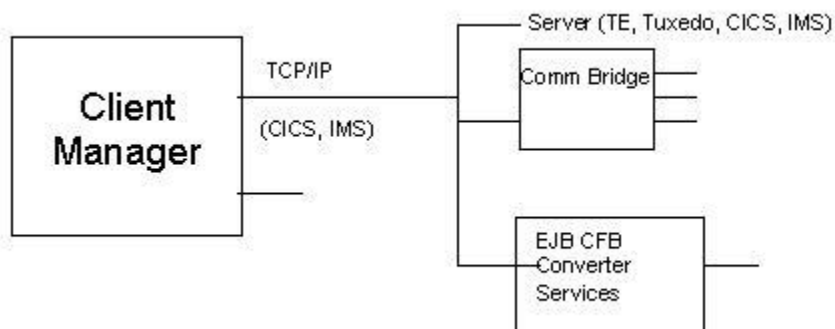 Client
Manager
TCP/IP
(CICS, IMS)
Server (TE, Tuxedo, CICS, IMS)
Comm Bridge
EJB CFB
Converter
Services